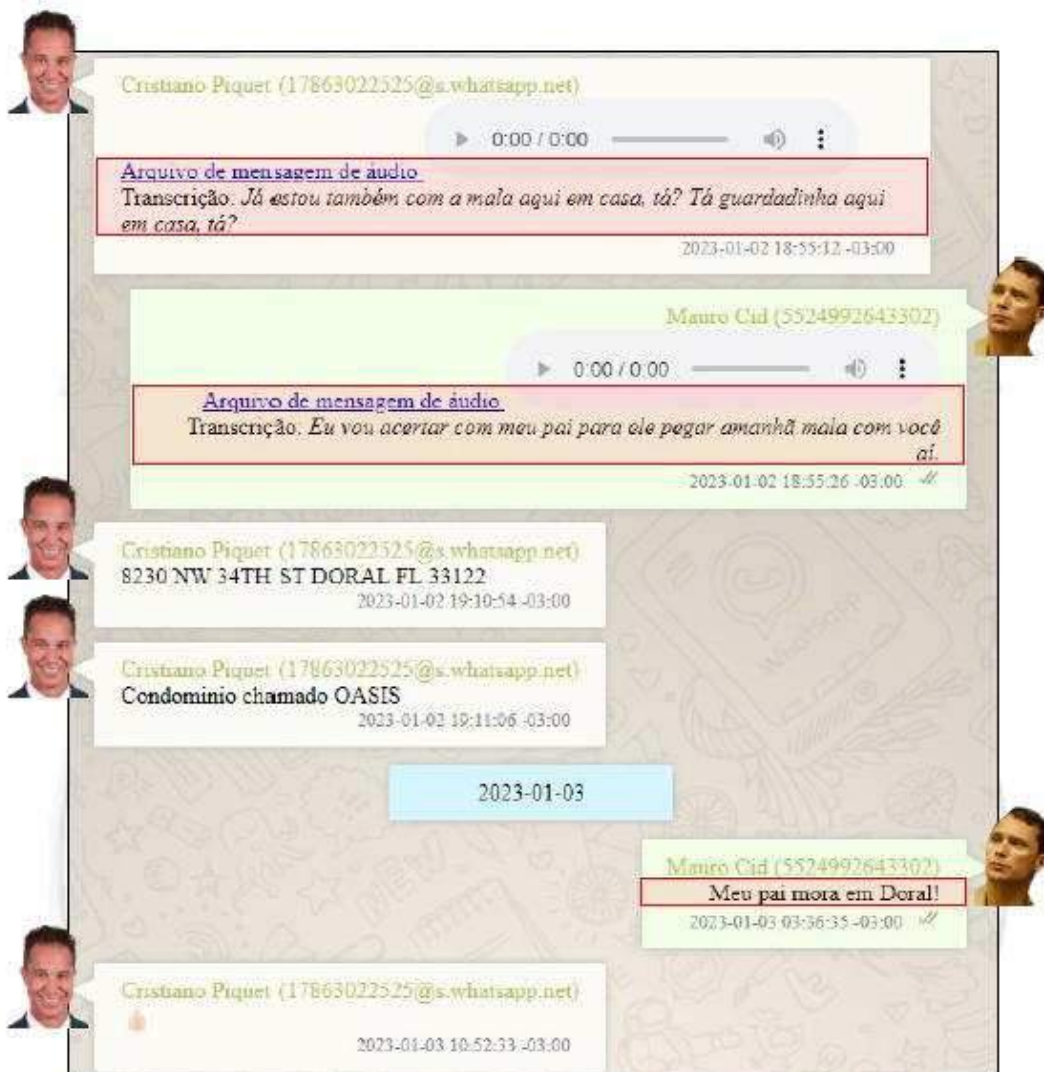 Cristiano Piquet (17863022525@s.whatsapp.net)
0:00 / 0:00
Arquivo de mensagem de áudio
Transcrição. Já estou também com a mala aqui em casa, tá? Tá guardadinha aqui
em casa, tá?
2023-01-02 18:55:12 -03:00
Mauro Cid (5524992643302)
0:00 / 0:00
Arquivo de mensagem de áudio
Transcrição. Eu vou acertar com meu pai para ele pegar amanhã mala com você
aí.
2023-01-02 18:55:26 -03:00
Cristiano Piquet (17863022525@s.whatsapp.net)
8230 NW 34TH ST DORAL FL 33122
2023-01-02 19:10:54 -03:00
Cristiano Piquet (17863022525@s.whatsapp.net)
Condominio chamado OASIS
2023-01-02 19:11:06 -03:00
2023-01-03
Mauro Cid (5524992643302)
Meu pai mora em Doral!
2023-01-03 03:36:35 -03:00
Cristiano Piquet (17863022525@s.whatsapp.net)
2023-01-03 10:52:33 -03:00